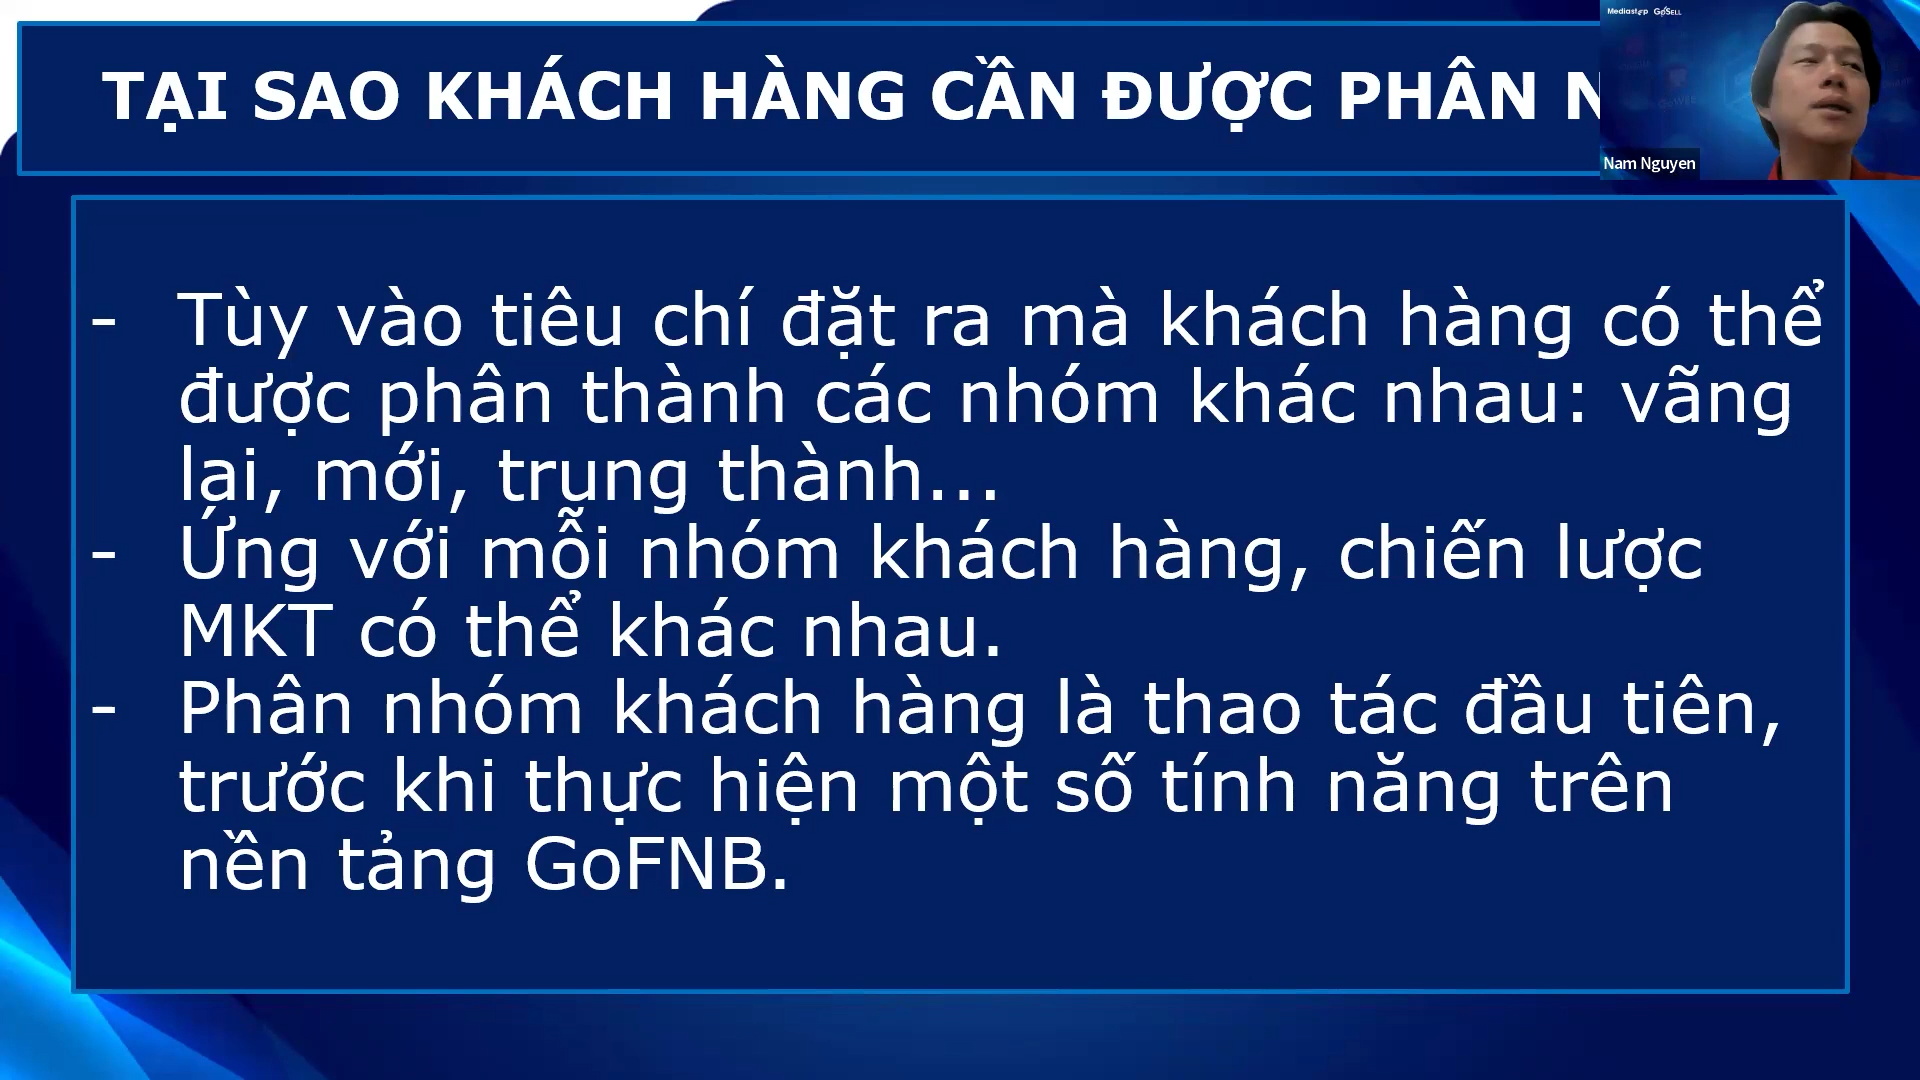 TẠI SAO KHÁCH HÀNG CẦN ĐƯỢC PHÂN
Mediastep GoSELL
Nam Nguyen
- Tùy vào tiêu chí đặt ra mà khách hàng có thể
được phân thành các nhóm khác nhau: vãng
lại, mới, trung thành...
- Ứng với mỗi nhóm khách hàng, chiến lược
MKT có thể khác nhau.
- Phân nhóm khách hàng là thao tác đầu tiên,
trước khi thực hiện một số tính năng trên
nền tảng GoFNB.